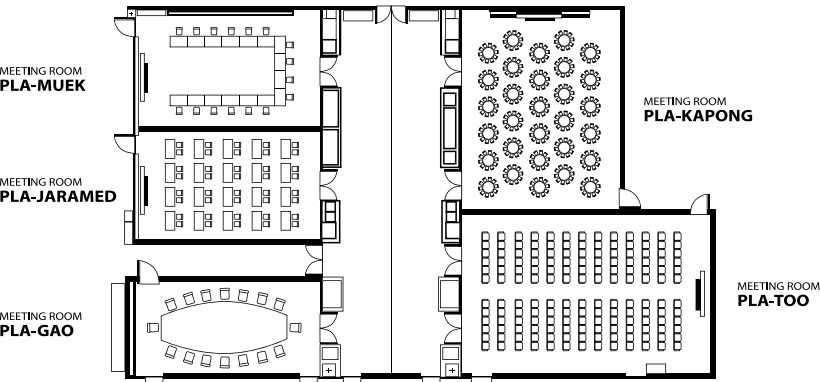 MEETING ROOM
PLA-MUEK
MEETING ROOM
PLA-JARAMED
MEETING ROOM
PLA-GAO
MEETING ROOM
PLA-KAPONG
MEETING ROOM
PLA-TOO